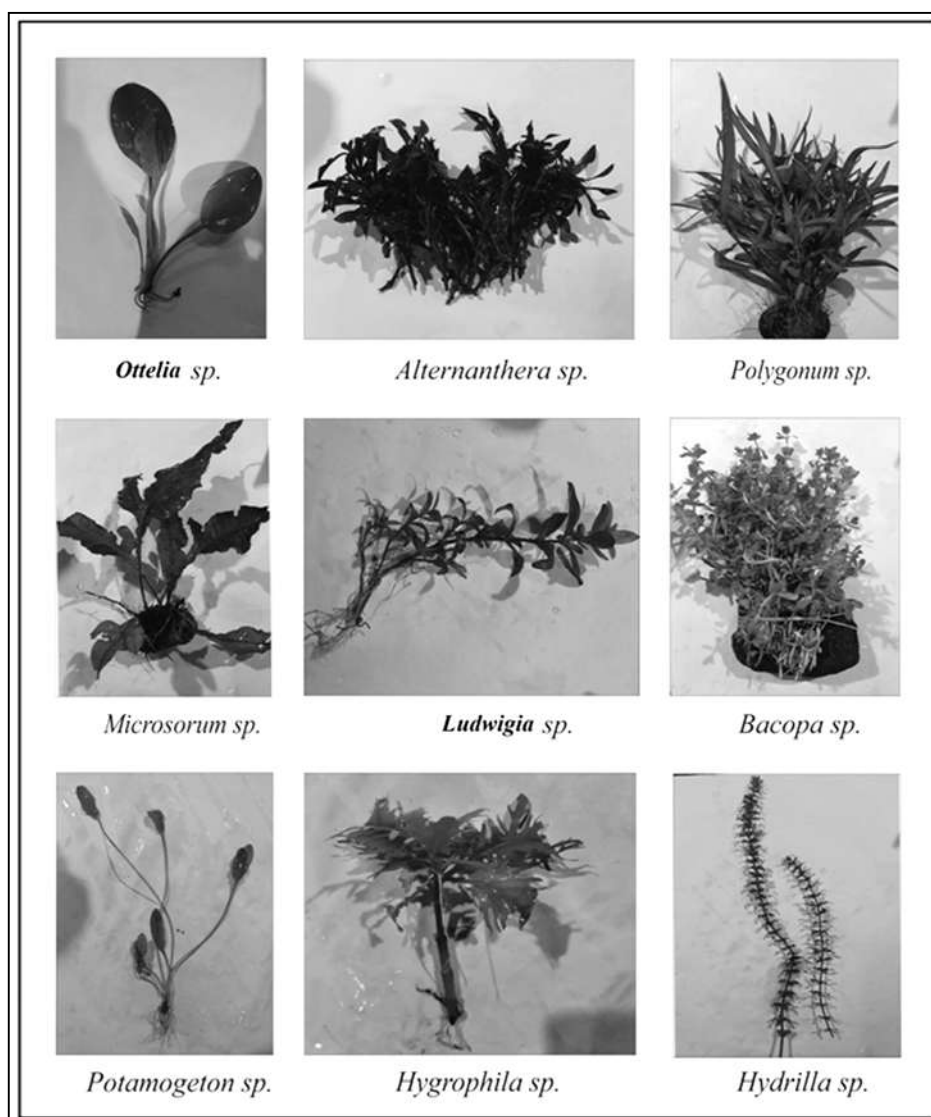 Ottelia sp.
Alternanthera sp.
Polygonum sp.
Microsorum sp.
Ludwigia sp.
Bacopa sp.
Potamogeton sp.
Hygrophila sp.
Hydrilla sp.